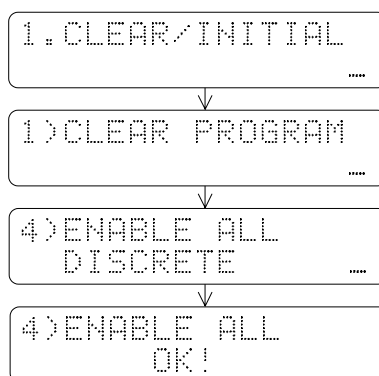 1.CLEAR/INITIAL
1)CLEAR PROGRAM
4)ENABLE ALL
DISCRETE
4)ENABLE ALL
OK!